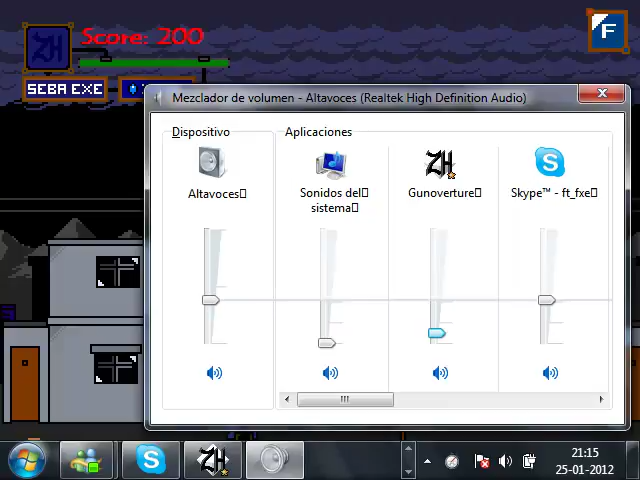 ZH
Score: 200
F
SEBA EXE
Mezclador de volumen - Altavoces (Realtek High Definition Audio)
Dispositivo
Aplicaciones
Altavoces
Sonidos del
sistema
Gunoverture
Skype™ - ft_fxe
21:15
25-01-2012